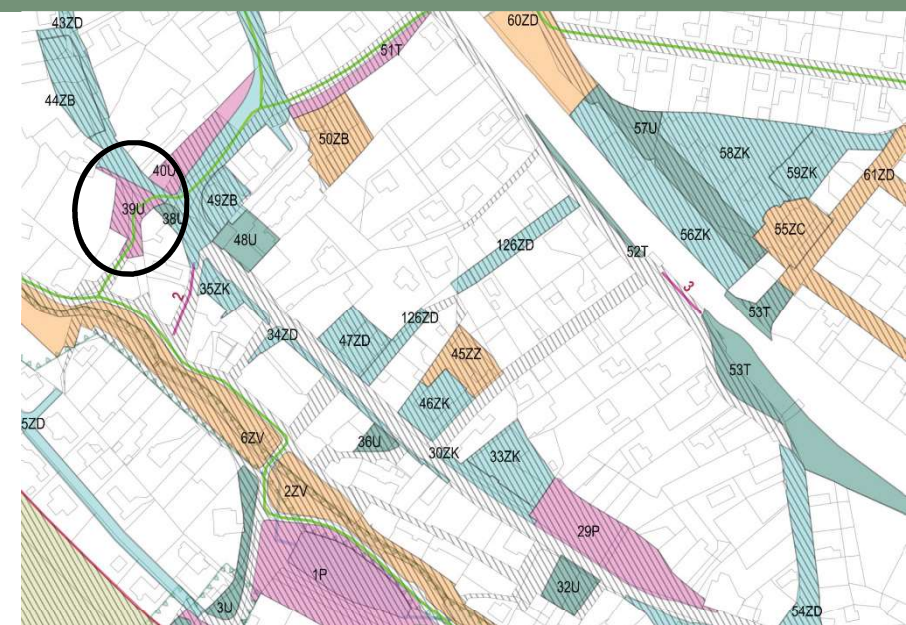 43ZD
60ZD
51T
44ZB
57U
50ZB
58ZK
40U
59ZK
61ZD
49ZB
39U
38U
55ZC
48U
126ZD
56ZK
52T
35ZK
2
3
53T
34ZD
126ZD
47ZD
45ZZ
53T
46ZK
5ZD
6ZV
36U
30ZK
33ZK
2ZV
29P
1P
32U
3U
54ZD